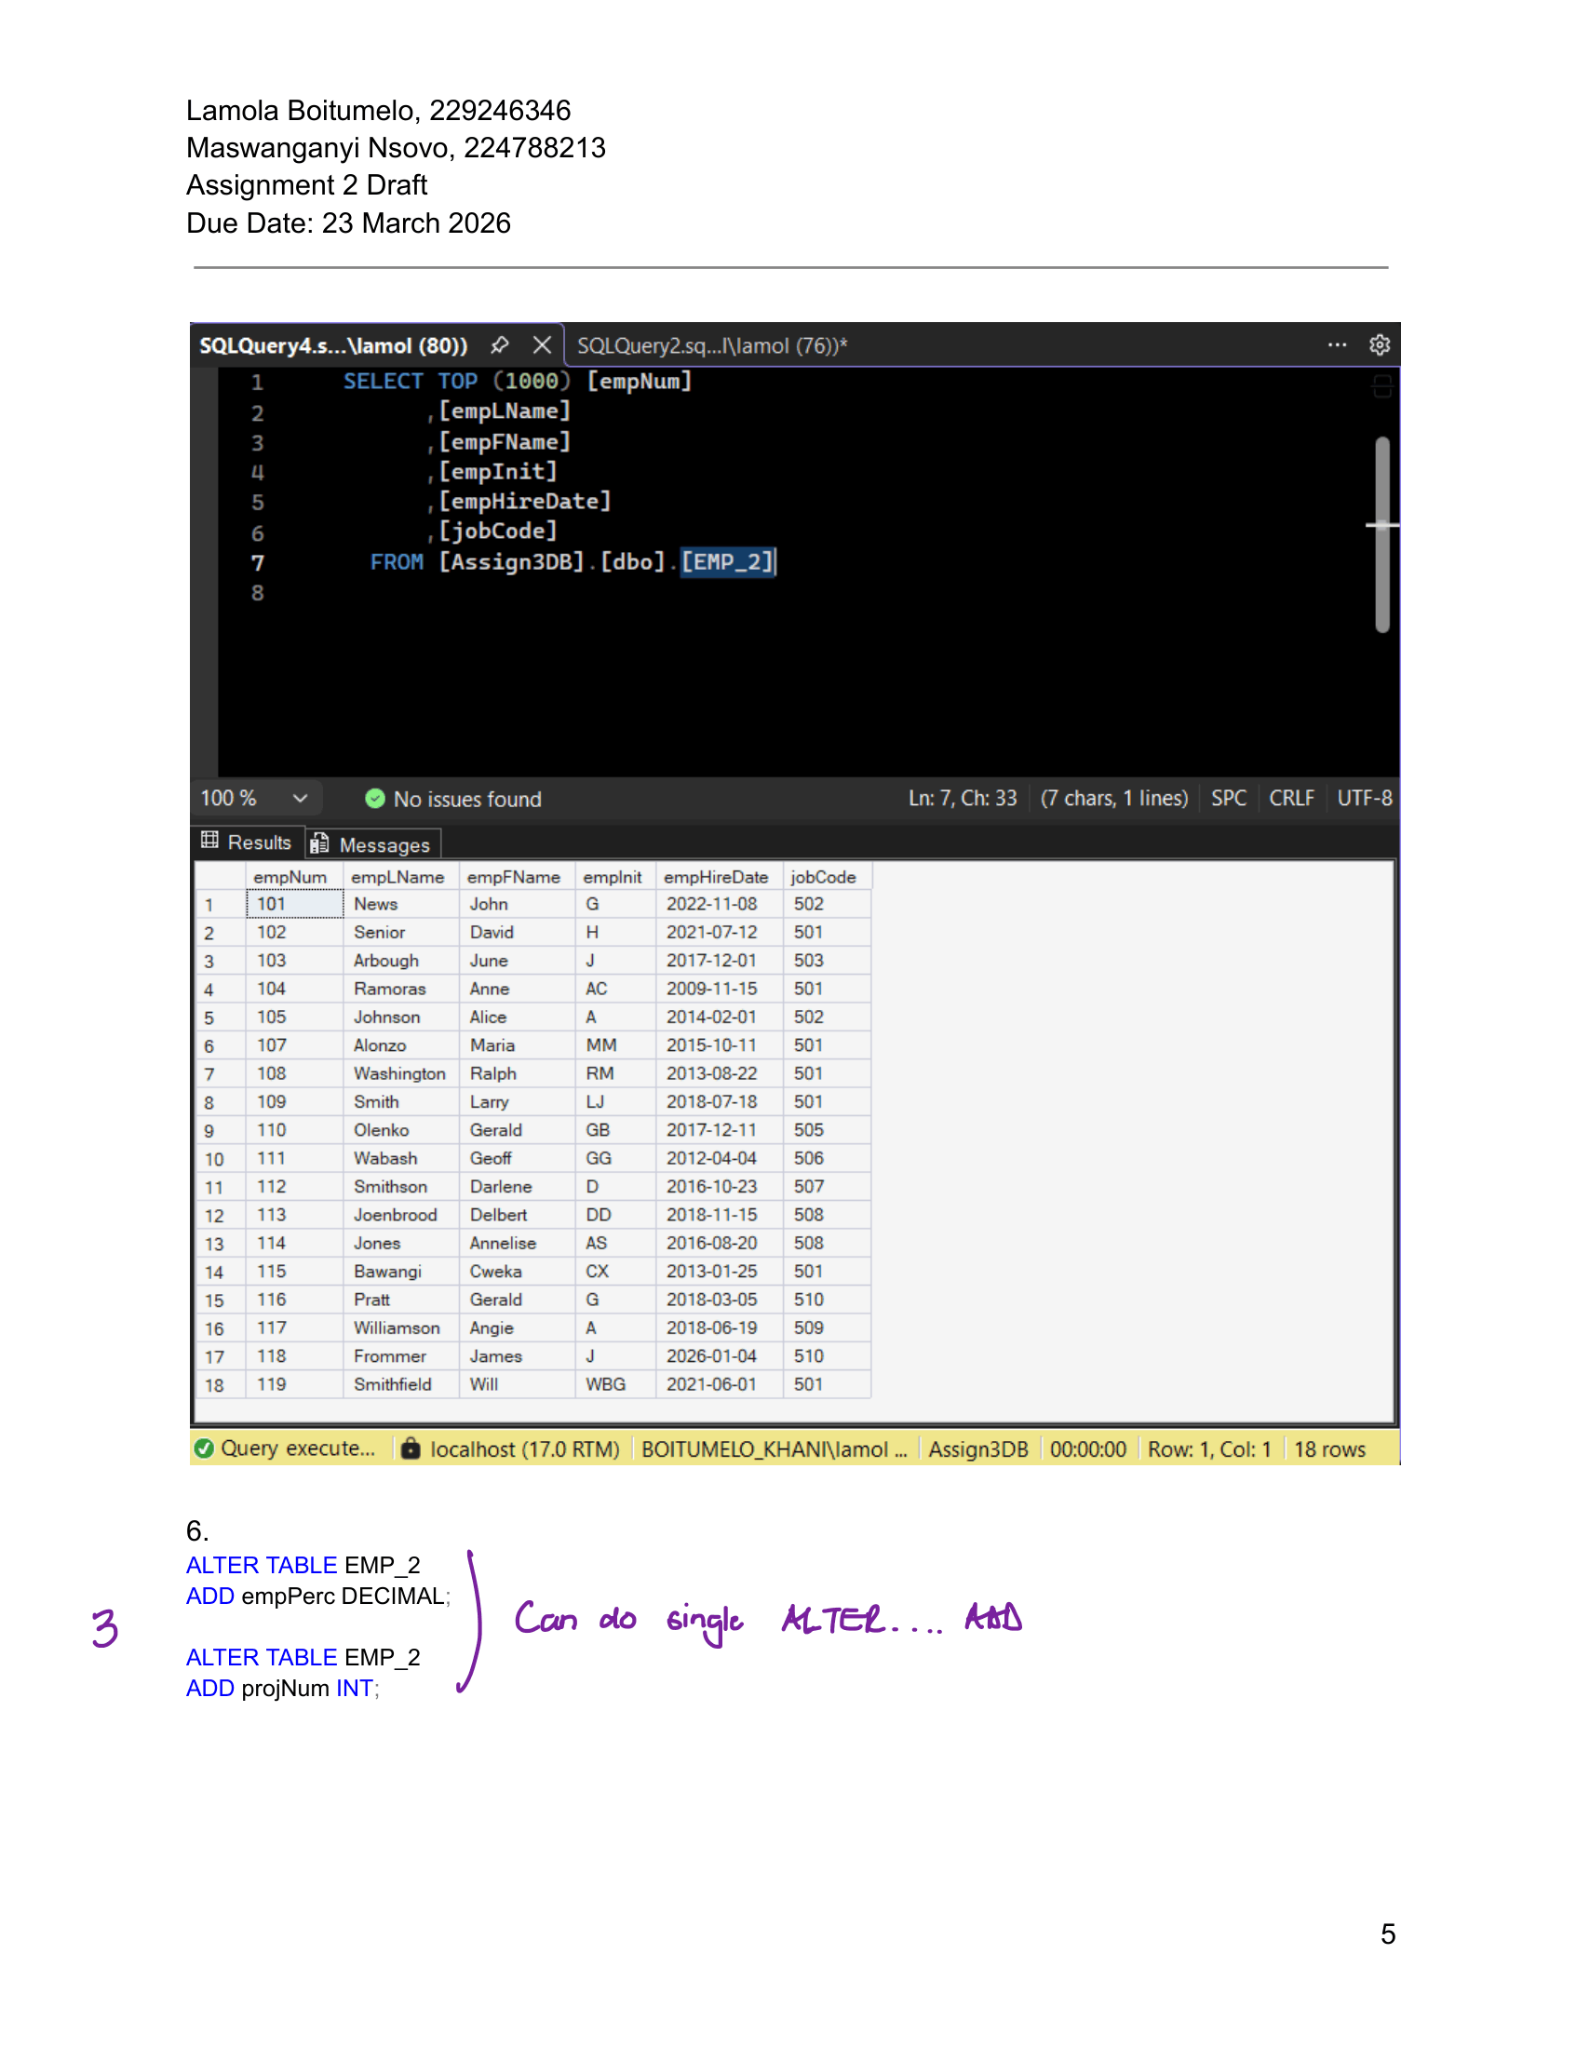 Lamola Boitumelo, 229246346
Maswanganyi Nsovo, 224788213
Assignment 2 Draft
Due Date: 23 March 2026
SQLQuery4.s...\lamol (80)) SQLQuery2.sq...l\lamol (76))* ...
1 SELECT TOP (1000) [empNum]
2 ,[empLName]
3 ,[empFName]
4 ,[empInit]
5 ,[empHireDate]
6 ,[jobCode]
7 FROM [Assign3DB].[dbo].[EMP_2]
8
100 % No issues found Ln: 7, Ch: 33 (7 chars, 1 lines) SPC CRLF UTF-8
Results Messages
empNum empLName empFName empInit empHireDate jobCode
1 101 News John G 2022-11-08 502
2 102 Senior David H 2021-07-12 501
3 103 Arbough June J 2017-12-01 503
4 104 Ramoras Anne AC 2009-11-15 501
5 105 Johnson Alice A 2014-02-01 502
6 107 Alonzo Maria MM 2015-10-11 501
7 108 Washington Ralph RM 2013-08-22 501
8 109 Smith Larry LJ 2018-07-18 501
9 110 Olenko Gerald GB 2017-12-11 505
10 111 Wabash Geoff GG 2012-04-04 506
11 112 Smithson Darlene D 2016-10-23 507
12 113 Joenbrood Delbert DD 2018-11-15 508
13 114 Jones Annelise AS 2016-08-20 508
14 115 Bawangi Cweka CX 2013-01-25 501
15 116 Pratt Gerald G 2018-03-05 510
16 117 Williamson Angie A 2018-06-19 509
17 118 Frommer James J 2026-01-04 510
18 119 Smithfield Will WBG 2021-06-01 501
Query execute... localhost (17.0 RTM) BOITUMELO_KHANI\lamol ... Assign3DB 00:00:00 Row: 1, Col: 1 18 rows
6.
ALTER TABLE EMP_2
ADD empPerc DECIMAL;
3 Can do single ALTER.... ADD
ALTER TABLE EMP_2
ADD projNum INT;
5